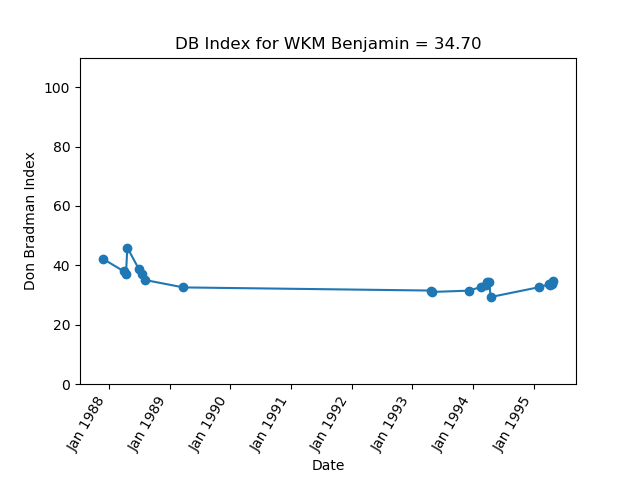 DB Index for WKM Benjamin = 34.70
100
80
60
40
20
0
Don Bradman Index
Jan 1988
Jan 1989
Jan 1990
Jan 1991
Jan 1992
Jan 1993
Jan 1994
Jan 1995
Date